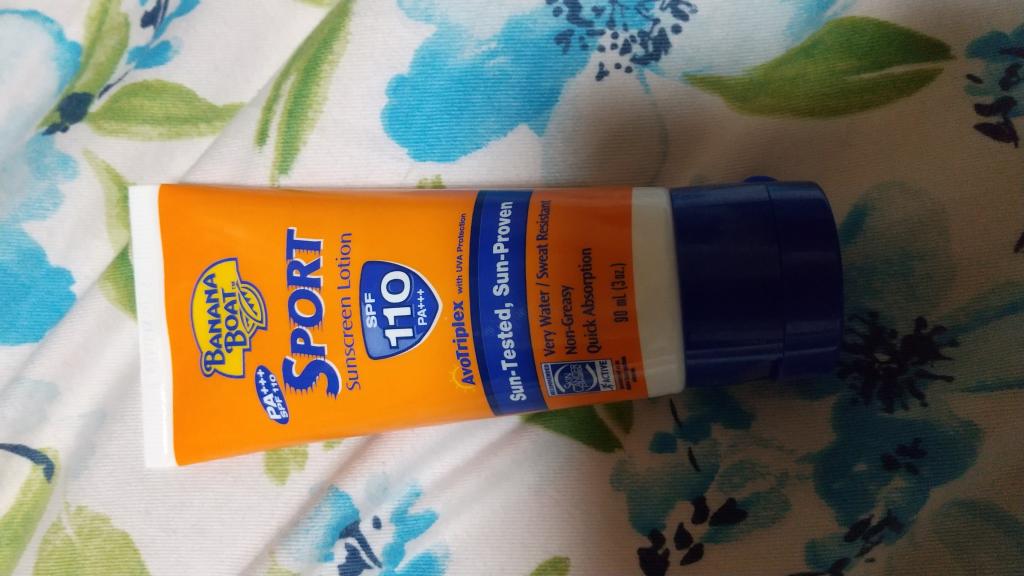 BANANA
BOAT™
PA+++
SPF 110
SPORT
Sunscreen Lotion
SPF
110
PA+++
AvoTriplex with UVA Protection
Sun-Tested, Sun-Proven
Very Water / Sweat Resistant
Non-Greasy
Quick Absorption
90 mL (3oz.)